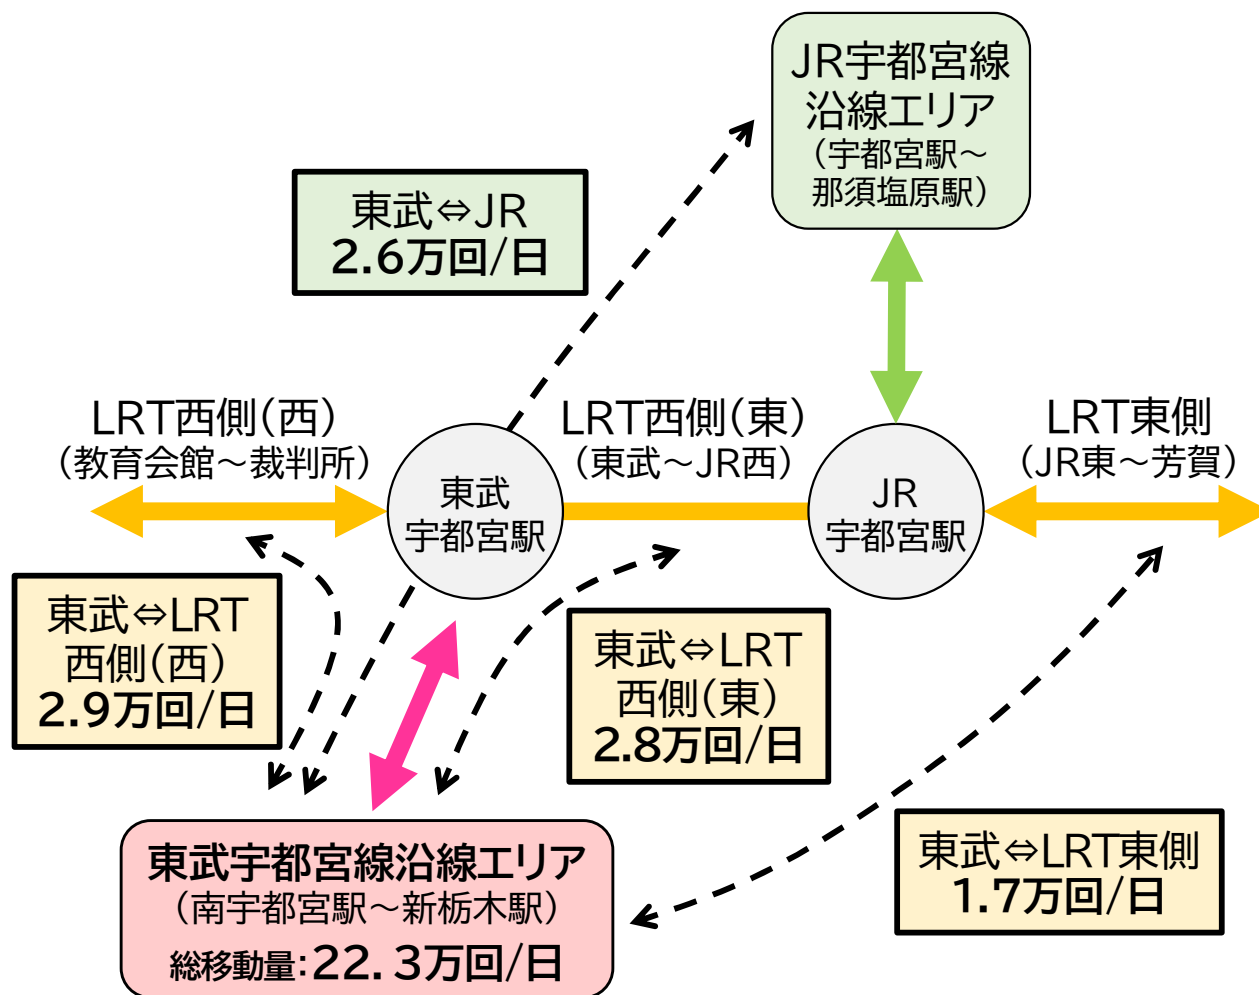 JR宇都宮線
沿線エリア
（宇都宮駅～
那須塩原駅）
東武⇔JR
2.6万回/日
LRT西側(西)
（教育会館～裁判所）
LRT西側(東)
（東武～JR西）
LRT東側
（JR東～芳賀）
東武
宇都宮駅
JR
宇都宮駅
東武⇔LRT
西側(西)
2.9万回/日
東武⇔LRT
西側(東)
2.8万回/日
東武⇔LRT東側
1.7万回/日
東武宇都宮線沿線エリア
（南宇都宮駅～新栃木駅）
総移動量：22.3万回/日